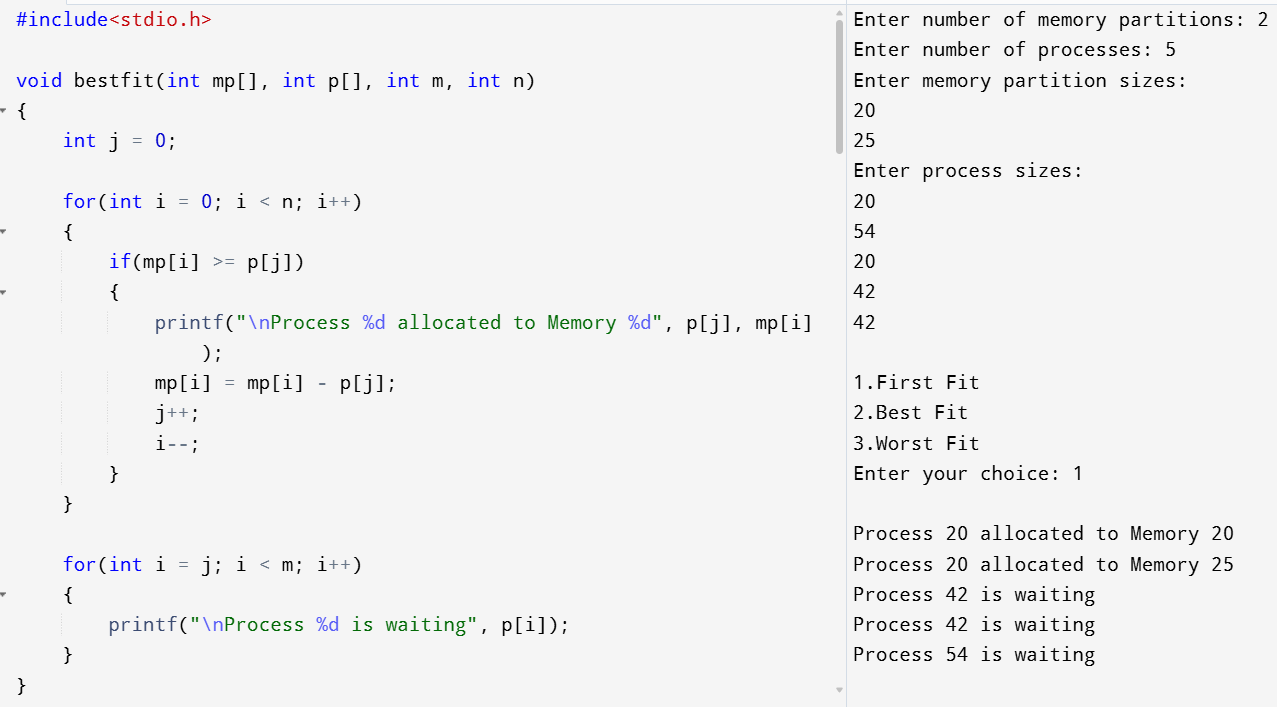 #include<stdio.h>
void bestfit(int mp[], int p[], int m, int n)
{
    int j = 0;
    for(int i = 0; i < n; i++)
    {
        if(mp[i] >= p[j])
        {
            printf("\nProcess %d allocated to Memory %d", p[j], mp[i]
                );
            mp[i] = mp[i] - p[j];
            j++;
            i--;
        }
    }
    for(int i = j; i < m; i++)
    {
        printf("\nProcess %d is waiting", p[i]);
    }
}
Enter number of memory partitions: 2
Enter number of processes: 5
Enter memory partition sizes:
20
25
Enter process sizes:
20
54
20
42
42
1.First Fit
2.Best Fit
3.Worst Fit
Enter your choice: 1
Process 20 allocated to Memory 20
Process 20 allocated to Memory 25
Process 42 is waiting
Process 42 is waiting
Process 54 is waiting